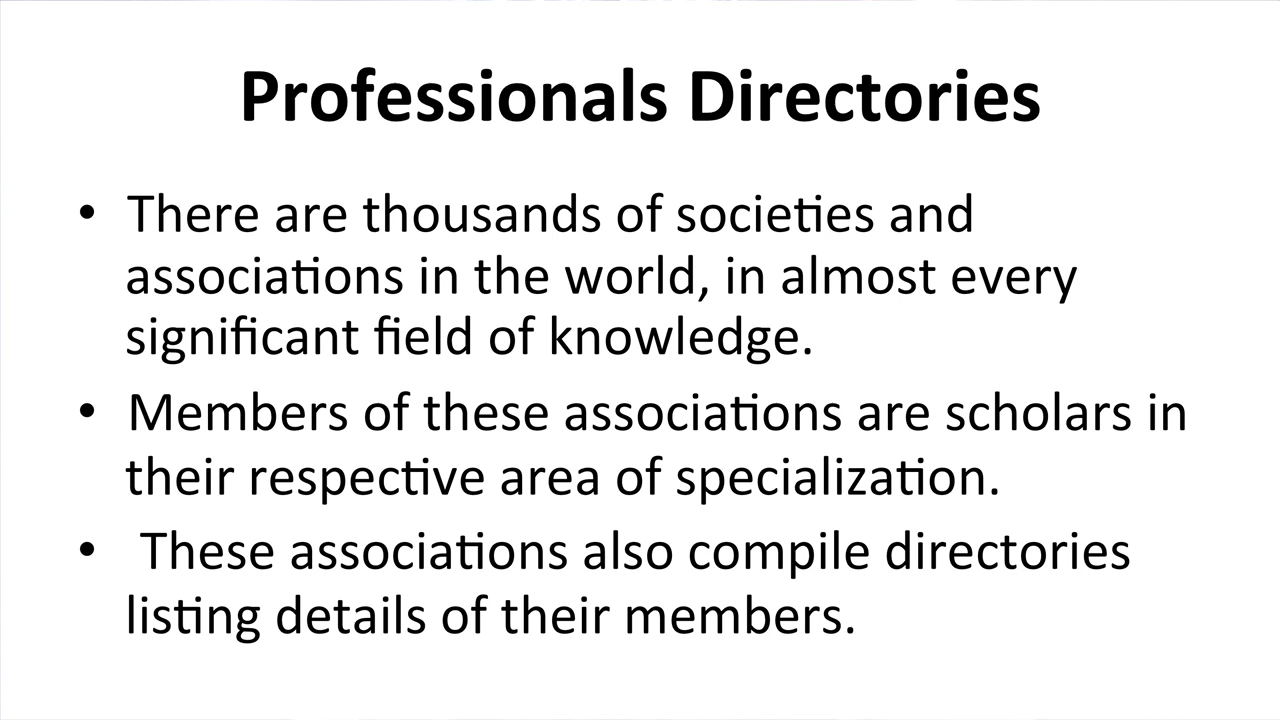 Professionals Directories
• There are thousands of societies and
associations in the world, in almost every
significant field of knowledge.
• Members of these associations are scholars in
their respective area of specialization.
• These associations also compile directories
listing details of their members.